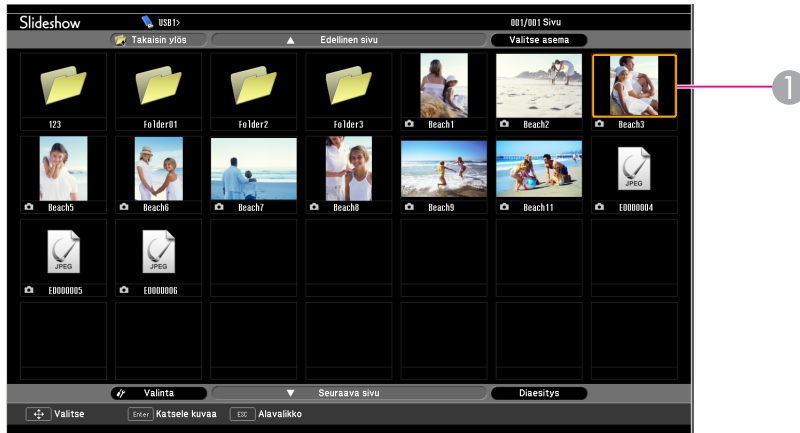 Slideshow USB1> 001/001 Sivu
Takaisin ylös Edellinen sivu Valitse asema
123 Folder01 Folder2 Folder3 Beach1 Beach2 Beach3
1
Beach5 Beach6 Beach7 Beach8 Beach9 Beach11 JPEG E0000004
JPEG E0000005 JPEG E0000006
Valinta Seuraava sivu Diaesitys
Valitse Enter Katsele kuvaa ESC Alavalikko